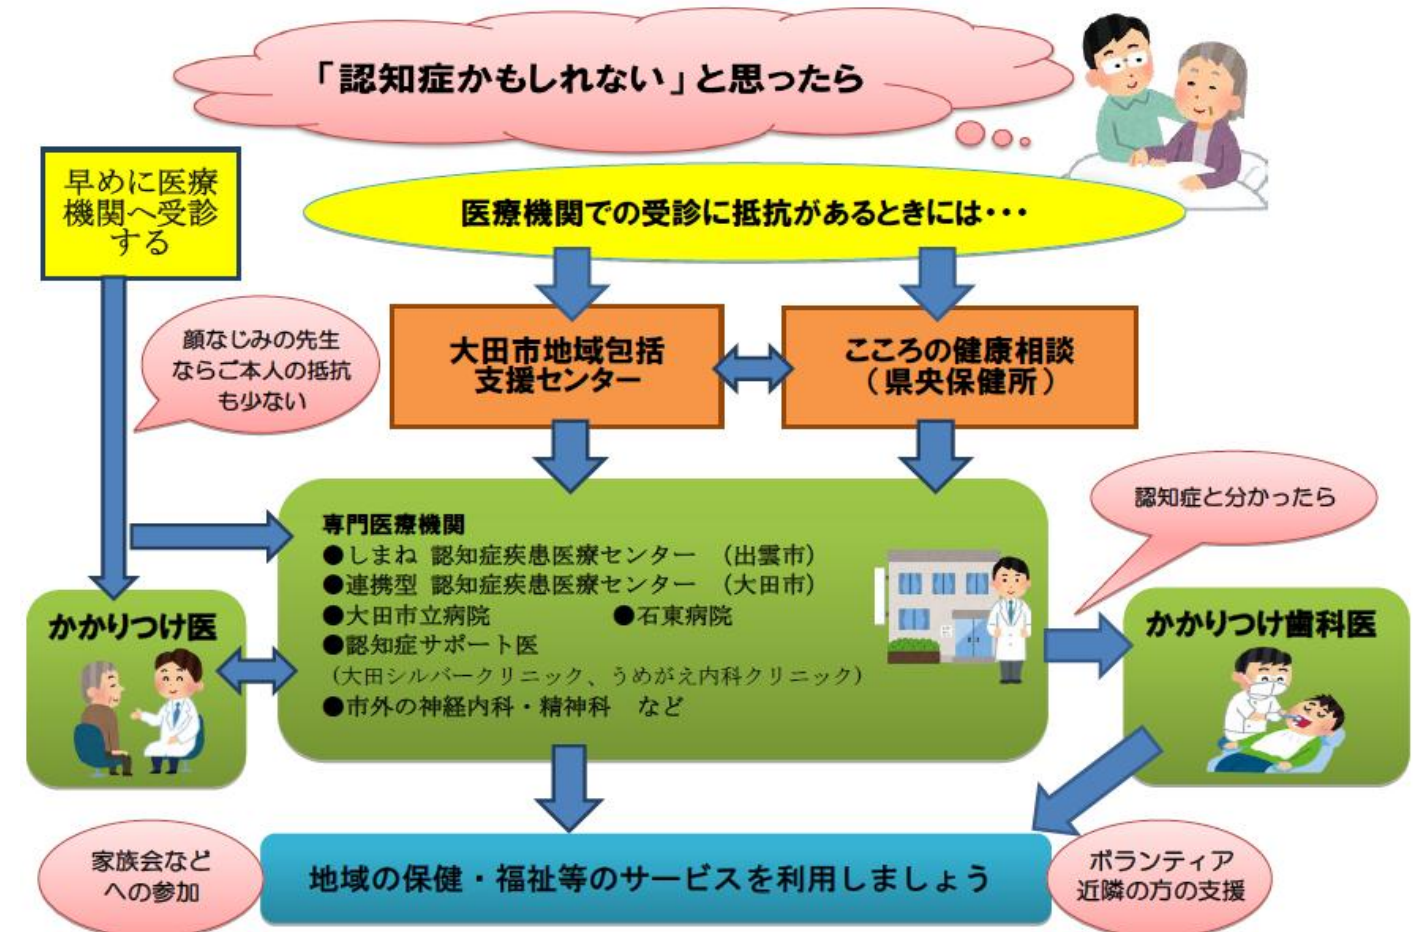 「認知症かもしれない」と思ったら
早めに医療
機関へ受診
する
医療機関での受診に抵抗があるときには・・・
顔なじみの先生
ならご本人の抵抗
も少ない
大田市地域包括
支援センター
こころの健康相談
（県央保健所）
認知症と分かったら
専門医療機関
●しまね 認知症疾患医療センター （出雲市）
●連携型 認知症疾患医療センター （大田市）
●大田市立病院 ●石東病院
●認知症サポート医
（大田シルバークリニック、うめがえ内科クリニック）
●市外の神経内科・精神科 など
かかりつけ医
かかりつけ歯科医
家族会など
への参加
地域の保健・福祉等のサービスを利用しましょう
ボランティア
近隣の方の支援